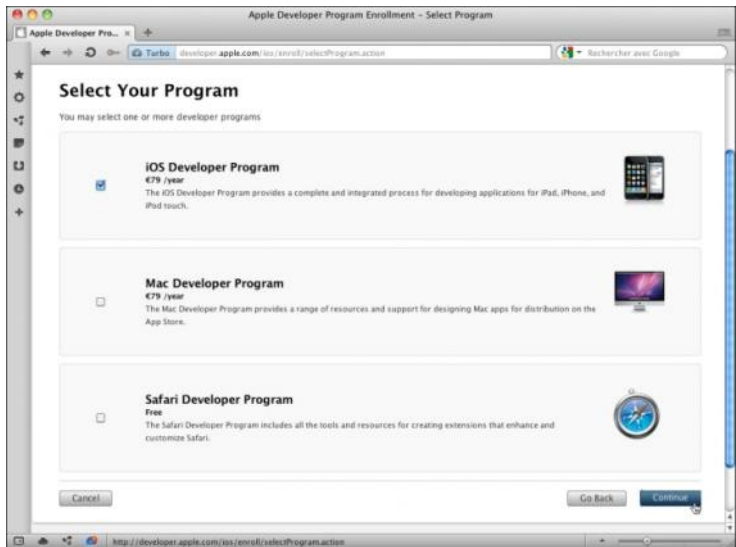 Apple Developer Program Enrollment – Select Program
Apple Developer Pro...
Turbo developer.apple.com/ios/enroll/selectProgram.action Rechercher avec Google
Select Your Program
You may select one or more developer programs
iOS Developer Program
€79 /year
The iOS Developer Program provides a complete and integrated process for developing applications for iPad, iPhone, and
iPod touch.
Mac Developer Program
€79 /year
The Mac Developer Program provides a range of resources and support for designing Mac apps for distribution on the
App Store.
Safari Developer Program
Free
The Safari Developer Program includes all the tools and resources for creating extensions that enhance and
customize Safari.
Cancel Go Back Continue
http://developer.apple.com/ios/enroll/selectProgram.action